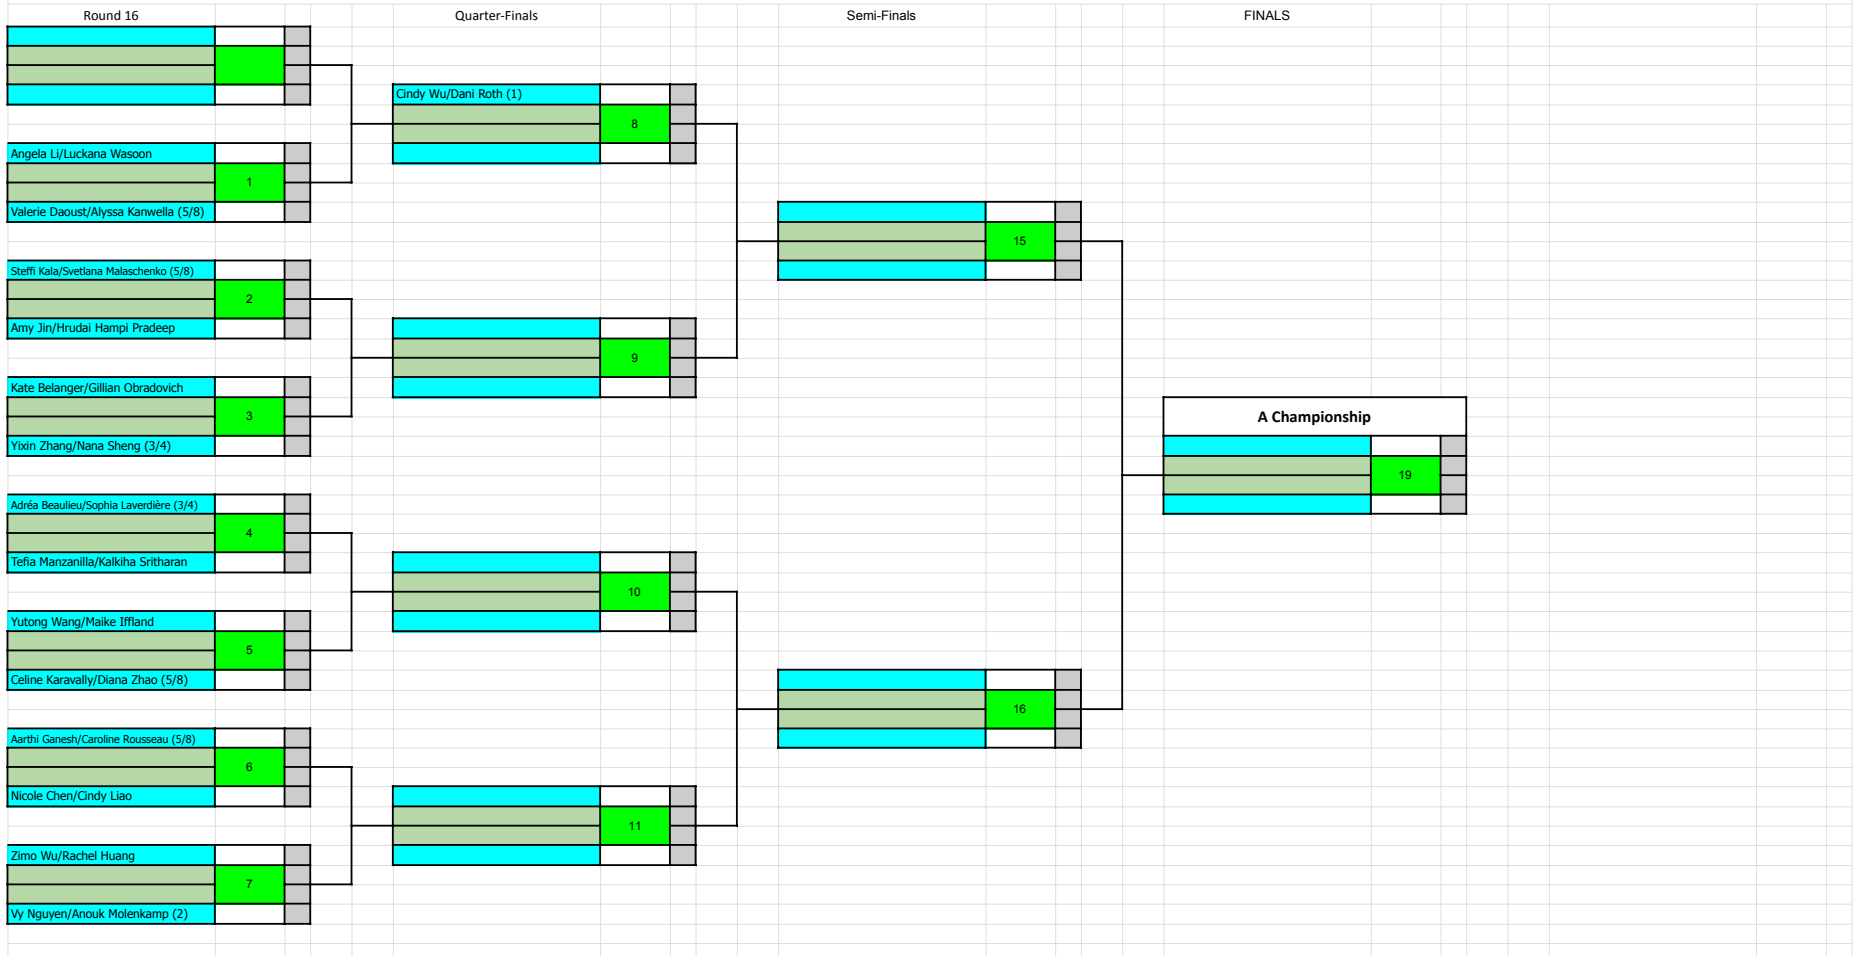 Round 16
Quarter-Finals
Semi-Finals
FINALS
Cindy Wu/Dani Roth (1)
8
Angela Li/Luckana Wasoon
1
Valerie Daoust/Alyssa Kanwella (5/8)
15
Steffi Kala/Svetlana Malaschenko (5/8)
2
Amy Jin/Hrudai Hampi Pradeep
9
Kate Belanger/Gillian Obradovich
3
Yixin Zhang/Nana Sheng (3/4)
A Championship
19
Adréa Beaulieu/Sophia Laverdière (3/4)
4
Tefia Manzanilla/Kalkiha Sritharan
10
Yutong Wang/Maike Iffland
5
Celine Karavally/Diana Zhao (5/8)
16
Aarthi Ganesh/Caroline Rousseau (5/8)
6
Nicole Chen/Cindy Liao
11
Zimo Wu/Rachel Huang
7
Vy Nguyen/Anouk Molenkamp (2)